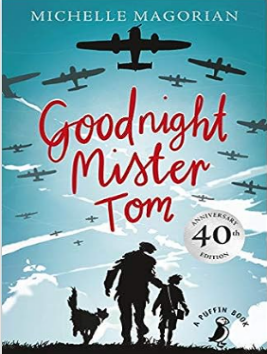 MICHELLE MAGORIAN
Goodnight
Mister
Tom
ANNIVERSARY
40th
EDITION
A PUFFIN BOOK